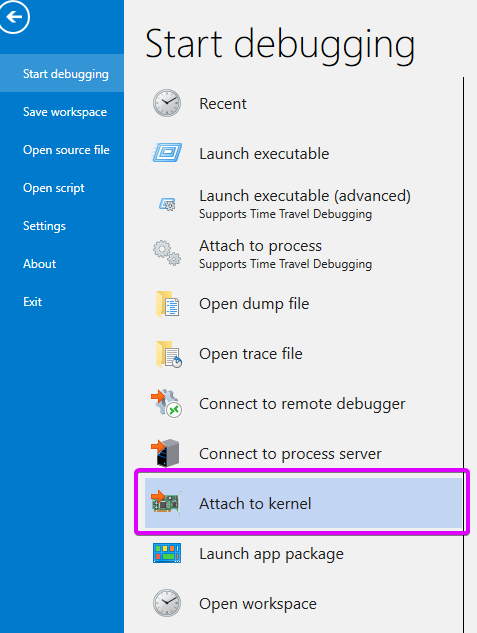 Start debugging
Start debugging
Save workspace
Open source file
Open script
Settings
About
Exit
Recent
Launch executable
Launch executable (advanced)
Supports Time Travel Debugging
Attach to process
Supports Time Travel Debugging
Open dump file
Open trace file
Connect to remote debugger
Connect to process server
Attach to kernel
Launch app package
Open workspace